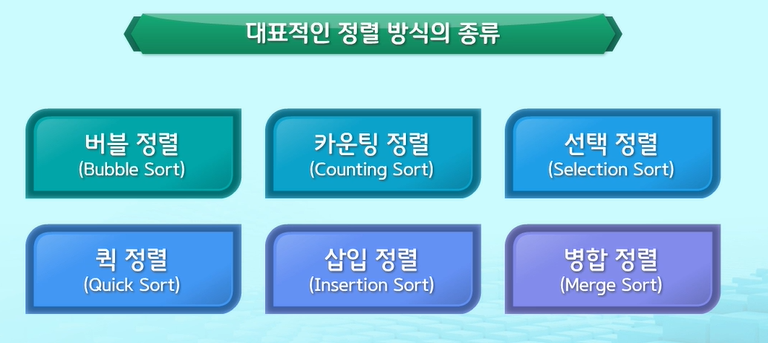 대표적인 정렬 방식의 종류
버블 정렬
(Bubble Sort)
카운팅 정렬
(Counting Sort)
선택 정렬
(Selection Sort)
퀵 정렬
(Quick Sort)
삽입 정렬
(Insertion Sort)
병합 정렬
(Merge Sort)